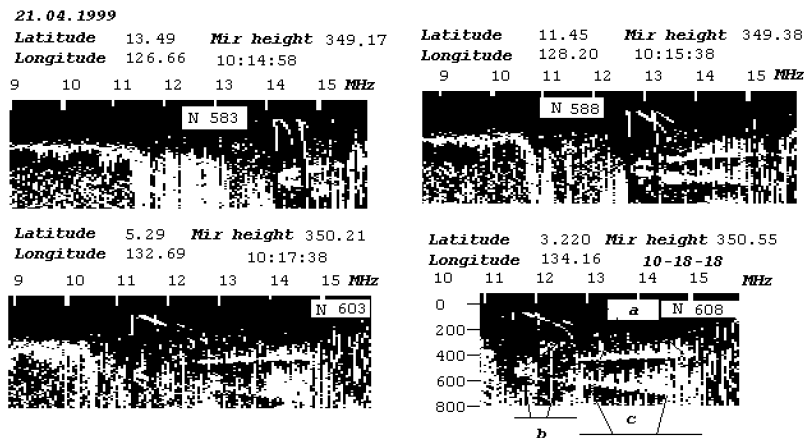 21.04.1999
Latitude 13.49 Mir height 349.17
Longitude 126.66 10:14:58
9 10 11 12 13 14 15 MHz
N 583
Latitude 11.45 Mir height 349.38
Longitude 128.20 10:15:38
9 10 11 12 13 14 15 MHz
N 588
Latitude 5.29 Mir height 350.21
Longitude 132.69 10:17:38
9 10 11 12 13 14 15 MHz
N 603
Latitude 3.220 Mir height 350.55
Longitude 134.16 10-18-18
10 11 12 13 14 15 MHz
0 a N 608
200
400
600
800
b c